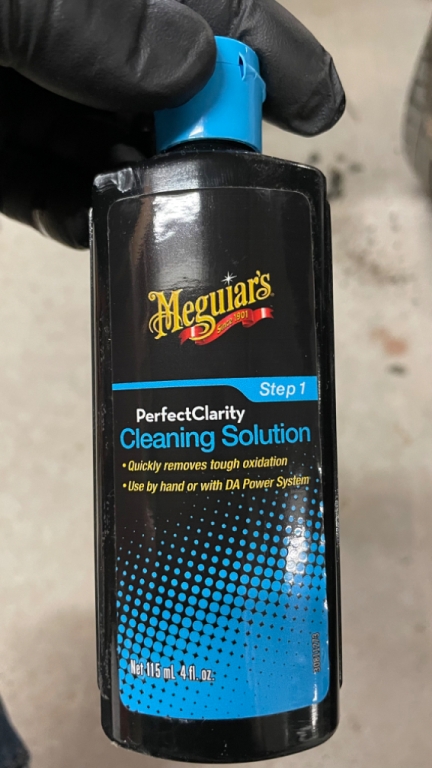 Meguiar's
SINCE 1901
Step 1
PerfectClarity
Cleaning Solution
• Quickly removes tough oxidation
• Use by hand or with DA Power System
Net 115 mL 4 fl. oz.